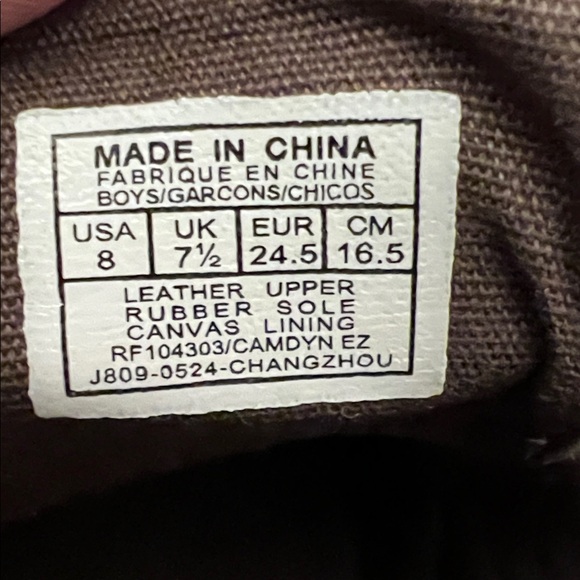 MADE IN CHINA
FABRIQUE EN CHINE
BOYS/GARCONS/CHICOS
USA UK EUR CM
8 7½ 24.5 16.5
LEATHER UPPER
RUBBER SOLE
CANVAS LINING
RF104303/CAMDYN EZ
J809-0524-CHANGZHOU